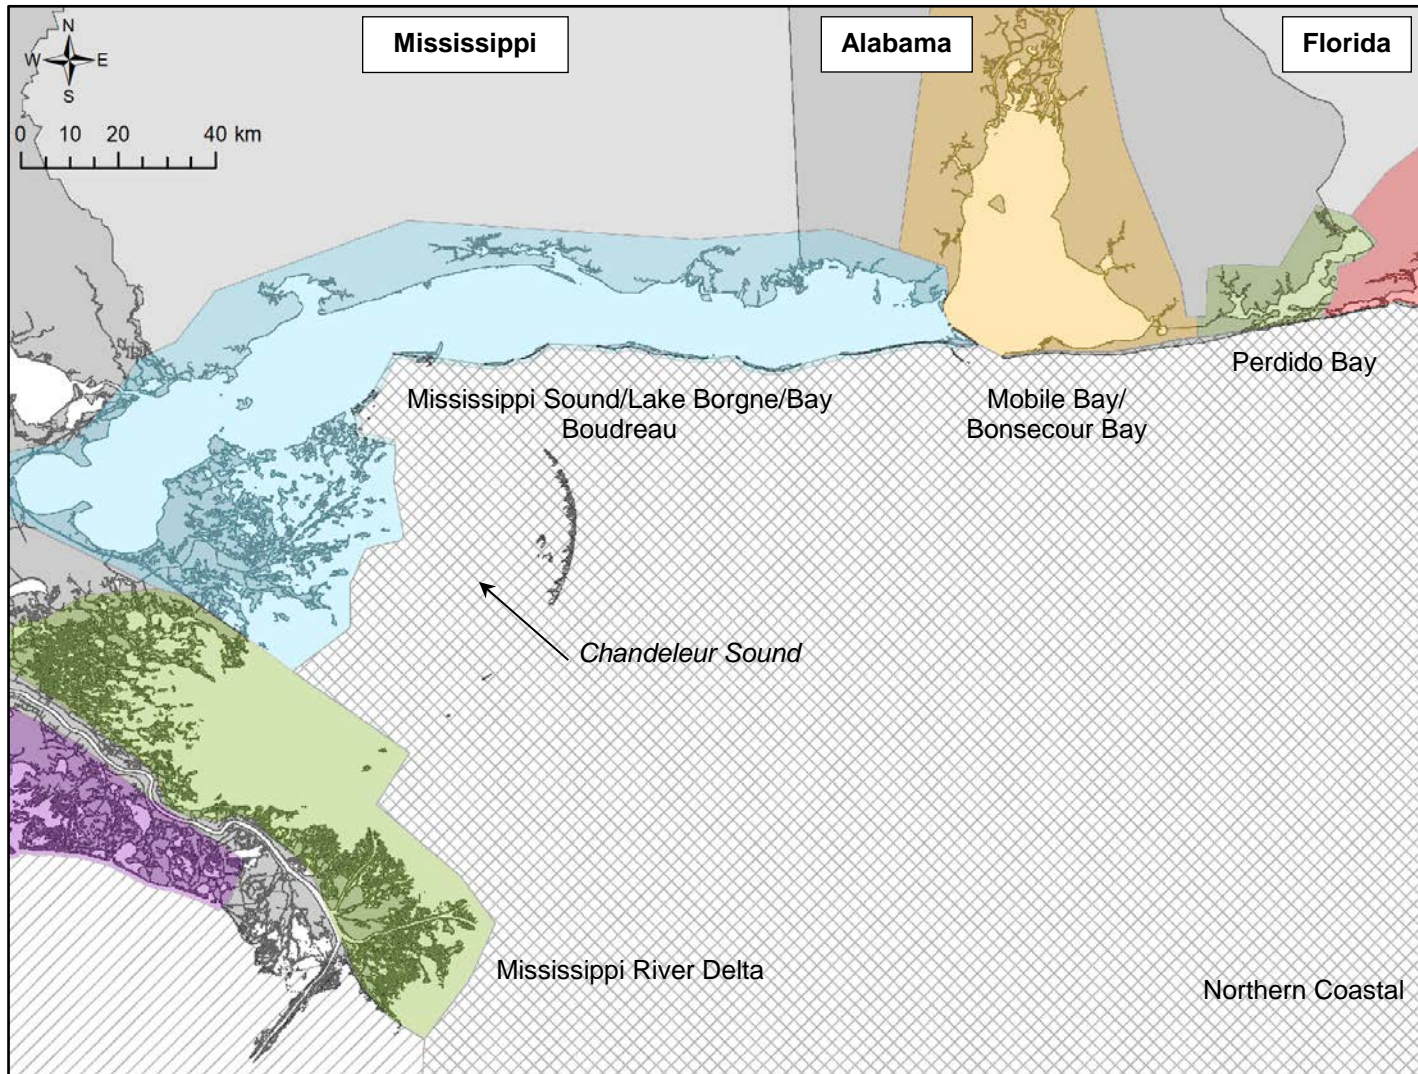 Mississippi
Alabama
Florida
N
W E
S
0 10 20 40 km
Perdido Bay
Mississippi Sound/Lake Borgne/Bay
Boudreau
Mobile Bay/
Bonsecour Bay
Chandeleur Sound
Mississippi River Delta
Northern Coastal